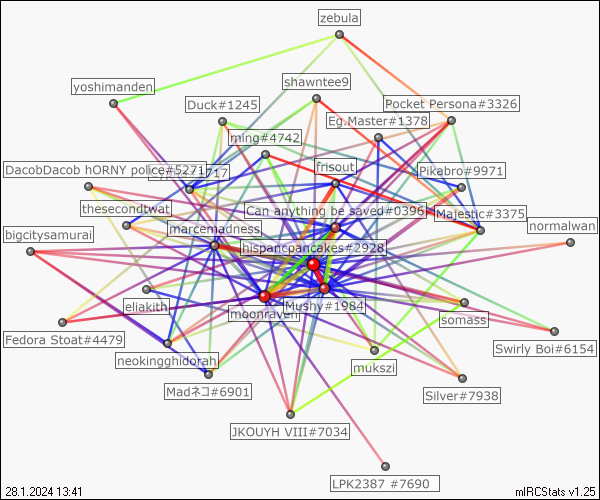 zebula
yoshimanden
shawntee9
Duck#1245
Pocket Persona#3326
Eg.Master#1378
ming#4742
DacobDacob hORNY police#5271
1717
frisout
Pikabro#9971
thesecondtwat
Can anything be saved#0396
Majestic#3375
normalwan
bigcitysamurai
marcemadness
hispancpancakes#2928
eliakith
moonraven
Mushy#1984
somass
Fedora Stoat#4479
neokingghidorah
mukszi
Swirly Boi#6154
Madネコ#6901
Silver#7938
JKOUYH VIII#7034
LPK2387 #7690
28.1.2024 13:41
mIRCStats v1.25